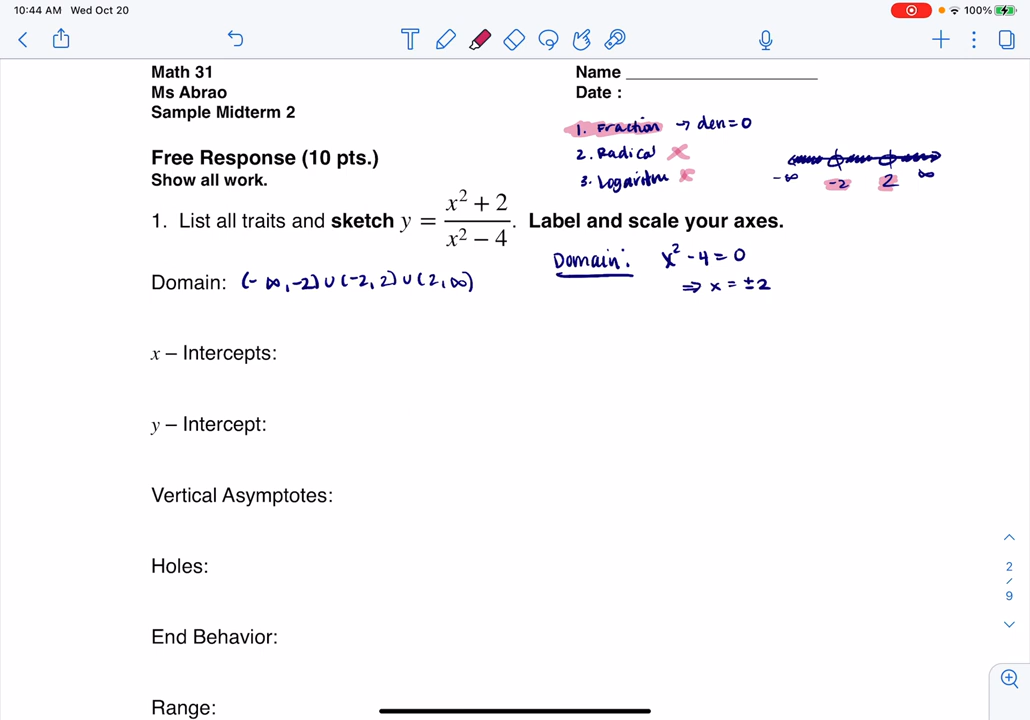 10:44 AM Wed Oct 20
100%
Math 31
Ms Abrao
Sample Midterm 2
Name ____________________
Date :
1. Fraction → den = 0
2. Radical ×
3. Logarithm ×
-∞ -2 2 ∞
Free Response (10 pts.)
Show all work.
1. List all traits and sketch y = (x² + 2)/(x² − 4). Label and scale your axes.
Domain: x² - 4 = 0
⇒ x = ±2
Domain: (-∞, -2) ∪ (-2, 2) ∪ (2, ∞)
x – Intercepts:
y – Intercept:
Vertical Asymptotes:
Holes:
End Behavior:
Range:
2
/
9